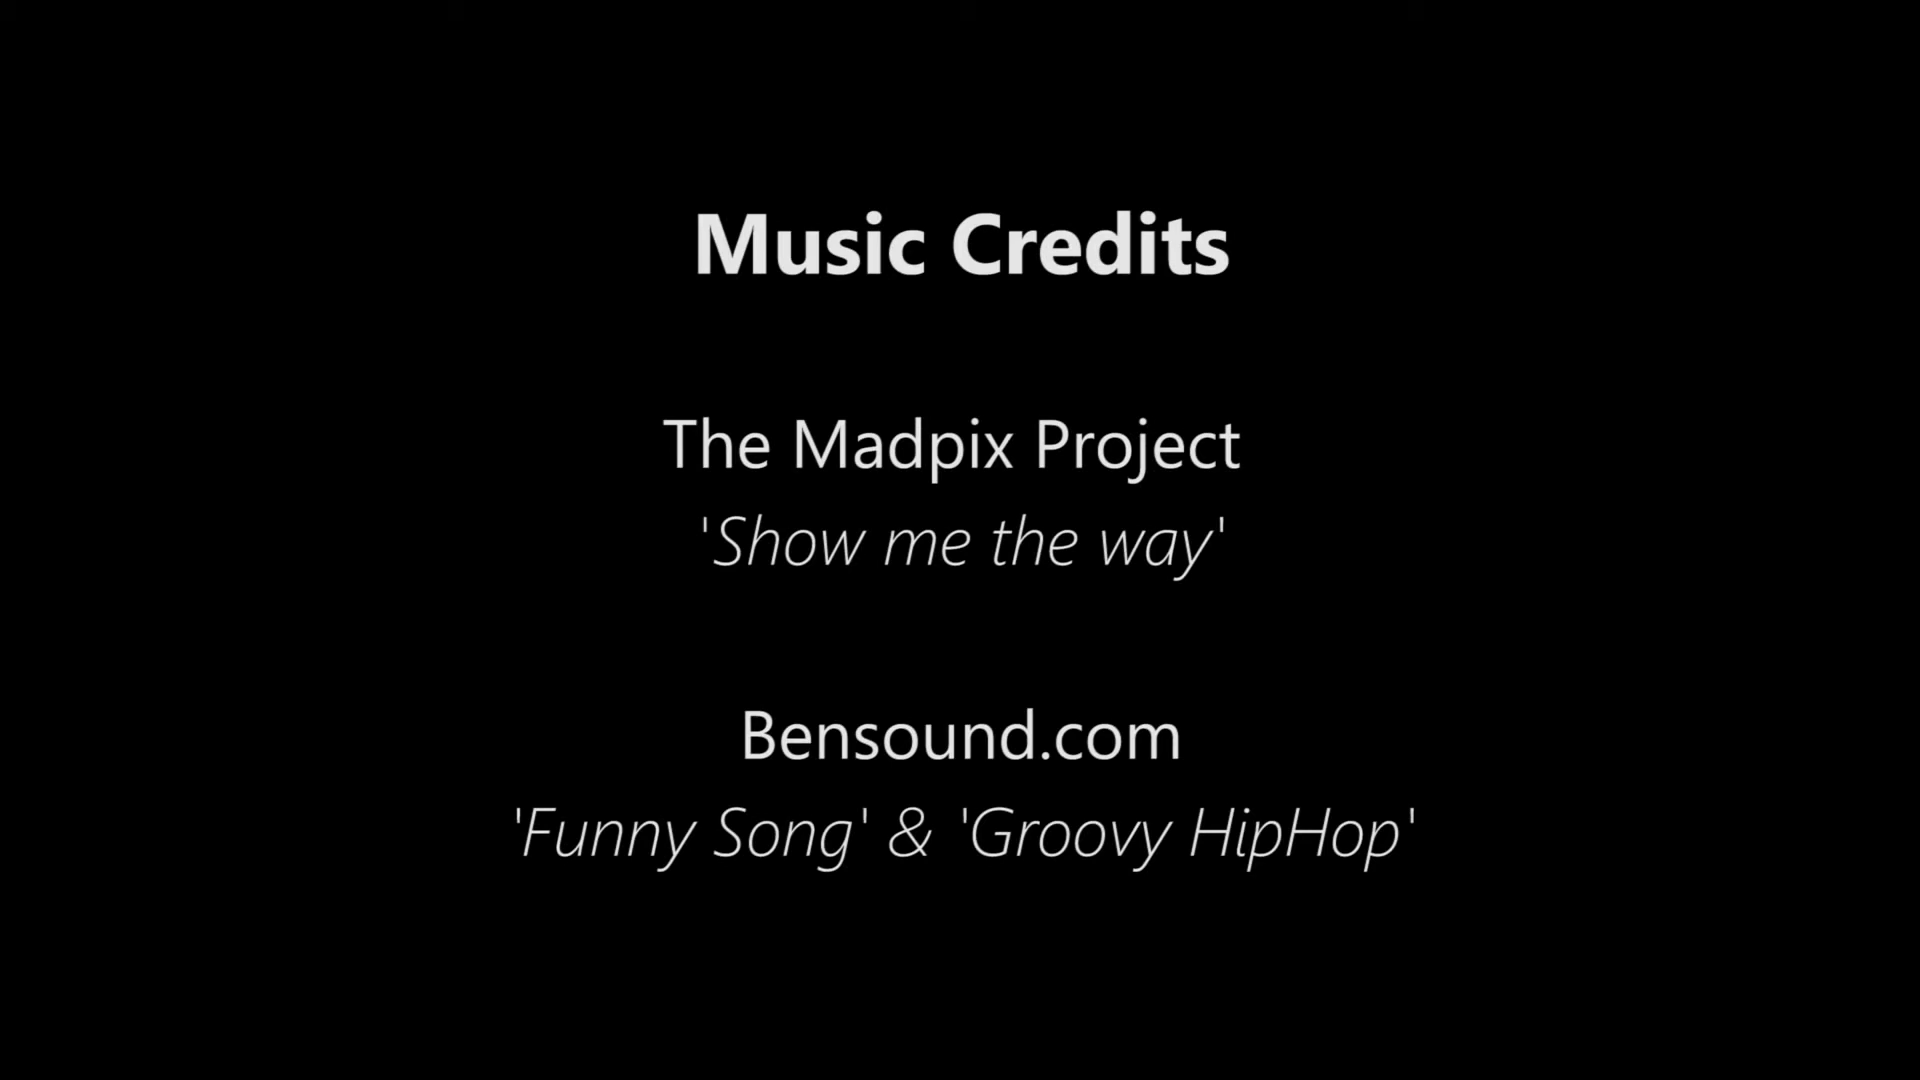 Music Credits
The Madpix Project
'Show me the way'
Bensound.com
'Funny Song' & 'Groovy HipHop'